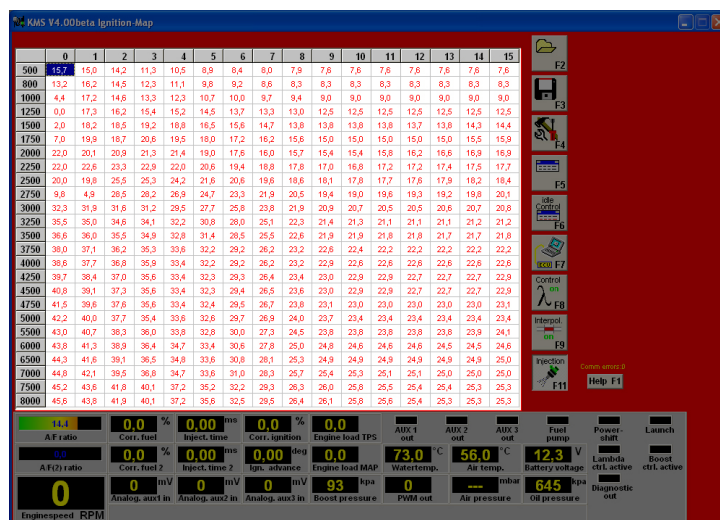 KMS V4.00beta Ignition-Map
0 1 2 3 4 5 6 7 8 9 10 11 12 13 14 15
500 15,7 15,0 14,2 11,3 10,5 8,9 8,4 8,0 7,9 7,6 7,6 7,6 7,6 7,6 7,6 7,6
800 13,2 16,2 14,5 12,3 11,1 9,8 9,2 8,6 8,3 8,3 8,3 8,3 8,3 8,3 8,3 8,3
1000 4,4 17,2 14,6 13,3 12,3 10,7 10,0 9,7 9,4 9,0 9,0 9,0 9,0 9,0 9,0 9,0
1250 0,0 17,3 16,2 15,4 15,2 14,5 13,7 13,3 13,0 12,5 12,5 12,5 12,5 12,5 12,5 12,5
1500 2,0 18,2 18,5 19,2 18,8 16,5 15,6 14,7 13,8 13,8 13,8 13,8 13,7 13,8 14,3 14,4
1750 7,0 19,9 18,7 20,6 19,5 18,0 17,2 16,2 15,6 15,0 15,0 15,0 15,0 15,0 15,5 15,9
2000 22,0 20,1 20,9 21,3 21,4 19,0 17,6 16,0 15,7 15,4 15,4 15,8 16,2 16,6 16,9 16,9
2250 22,0 22,6 23,3 22,9 22,0 20,6 19,4 18,8 17,8 17,0 16,8 17,2 17,2 17,4 17,5 17,7
2500 20,0 19,8 25,5 25,3 24,2 21,6 20,6 19,6 18,6 18,1 17,8 17,7 17,6 17,9 18,2 18,4
2750 9,8 4,9 28,5 28,2 26,9 24,7 23,3 21,9 20,5 19,4 19,0 19,6 19,3 19,2 19,8 20,1
3000 32,3 31,9 31,6 31,2 29,5 27,7 25,8 23,8 21,9 20,9 20,7 20,5 20,5 20,6 20,7 20,8
3250 35,5 35,0 34,6 34,1 32,2 30,8 28,0 25,1 22,3 21,4 21,3 21,1 21,1 21,1 21,2 21,2
3500 36,6 36,0 35,5 34,9 32,8 31,4 28,5 25,5 22,6 21,9 21,9 21,8 21,8 21,7 21,7 21,8
3750 38,0 37,1 36,2 35,3 33,6 32,2 29,2 26,2 23,2 22,6 22,4 22,2 22,2 22,2 22,2 22,2
4000 38,6 37,7 36,8 35,9 33,4 32,2 29,2 26,2 23,2 22,9 22,6 22,6 22,6 22,6 22,6 22,6
4250 39,7 38,4 37,0 35,6 33,4 32,3 29,3 26,4 23,4 23,0 22,9 22,9 22,7 22,7 22,7 22,9
4500 40,8 39,1 37,3 35,6 33,4 32,3 29,4 26,5 23,6 23,0 22,9 22,9 22,7 22,7 22,7 22,9
4750 41,5 39,6 37,6 35,6 33,4 32,4 29,5 26,7 23,8 23,1 23,0 23,0 23,0 23,0 23,0 23,1
5000 42,2 40,0 37,7 35,4 33,6 32,6 29,7 26,9 24,0 23,7 23,4 23,4 23,4 23,4 23,4 23,4
5500 43,0 40,7 38,3 36,0 33,8 32,8 30,0 27,3 24,5 23,8 23,8 23,8 23,8 23,8 23,9 24,1
6000 43,8 41,3 38,9 36,4 34,7 33,4 30,6 27,8 25,0 24,8 24,6 24,6 24,5 24,5 24,5 24,6
6500 44,3 41,6 39,1 36,5 34,8 33,6 30,8 28,1 25,3 24,9 24,9 24,9 24,9 24,9 24,9 25,0
7000 44,8 42,1 39,5 36,8 34,7 33,6 31,0 28,3 25,7 25,4 25,3 25,1 25,1 25,0 25,0 25,0
7500 45,2 43,6 41,8 40,1 37,2 35,2 32,2 29,3 26,3 26,0 25,8 25,5 25,4 25,4 25,3 25,3
8000 45,6 43,8 41,9 40,1 37,2 35,6 32,5 29,5 26,4 26,1 25,8 25,6 25,5 25,4 25,3 25,3
F2
F3
F4
F5
Idle
Control
F6
ECU F7
Control
on
λ F8
Interpol.
on
F9
Injection
F11
Comm errors:0
Help F1
14,4
A/F ratio
0,0 %
Corr. fuel
0,00 ms
Inject. time
0,0 %
Corr. ignition
0,0
Engine load TPS
AUX 1
out
AUX 2
out
AUX 3
out
Fuel
pump
Power-
shift
Launch
0,0
A/F(2) ratio
0,0 %
Corr. fuel 2
0,00 ms
Inject. time 2
0,00 deg
Ign. advance
0,0
Engine load MAP
73,0 °C
Watertemp.
56,0 °C
Air temp.
12,3 V
Battery voltage
Lambda
ctrl. active
Boost
ctrl. active
0
Enginespeed RPM
0 mV
Analog. aux1 in
0 mV
Analog. aux2 in
0 mV
Analog. aux3 in
93 kpa
Boost pressure
0
PWM out
--- mbar
Air pressure
645 kpa
Oil pressure
Diagnostic
out